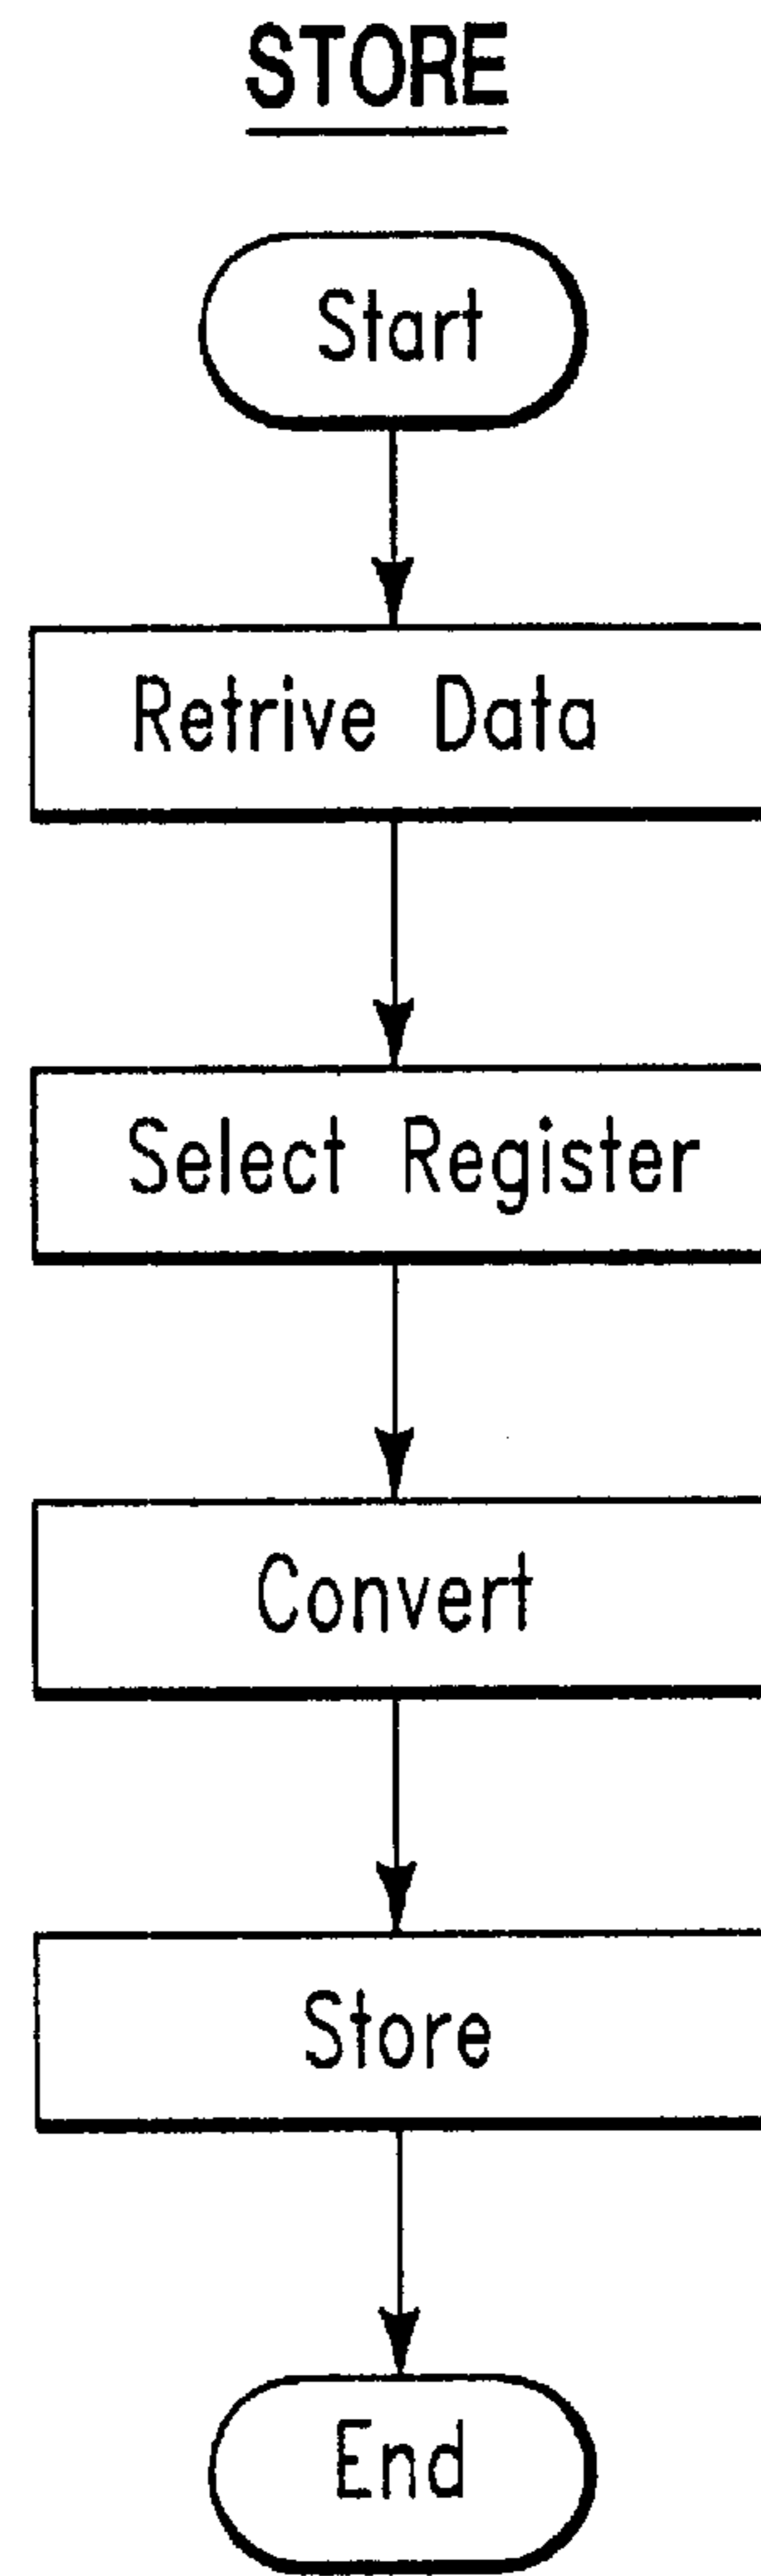 STORE
Start
Retrive Data
Select Register
Convert
Store
End